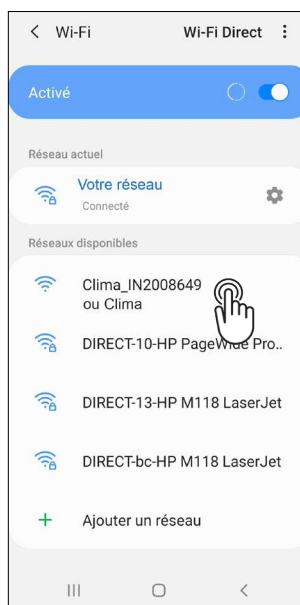 Wi-Fi Wi-Fi Direct
Activé
Réseau actuel
Votre réseau
Connecté
Réseaux disponibles
Clima_IN2008649
ou Clima
DIRECT-10-HP PageWide Pro..
DIRECT-13-HP M118 LaserJet
DIRECT-bc-HP M118 LaserJet
Ajouter un réseau